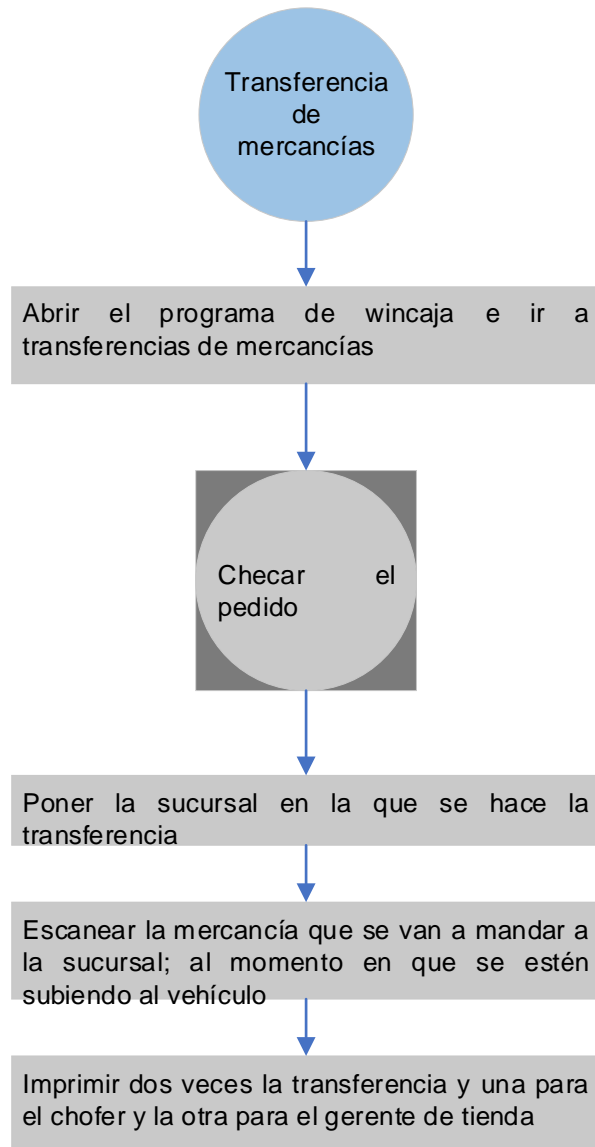 Transferencia
de
mercancías
Abrir el programa de wincaja e ir a
transferencias de mercancías
Checar el
pedido
Poner la sucursal en la que se hace la
transferencia
Escanear la mercancía que se van a mandar a
la sucursal; al momento en que se estén
subiendo al vehículo
Imprimir dos veces la transferencia y una para
el chofer y la otra para el gerente de tienda